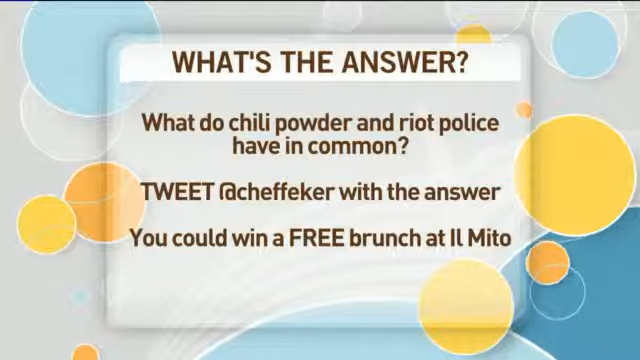 WHAT'S THE ANSWER?
What do chili powder and riot police
have in common?
TWEET @cheffeker with the answer
You could win a FREE brunch at Il Mito